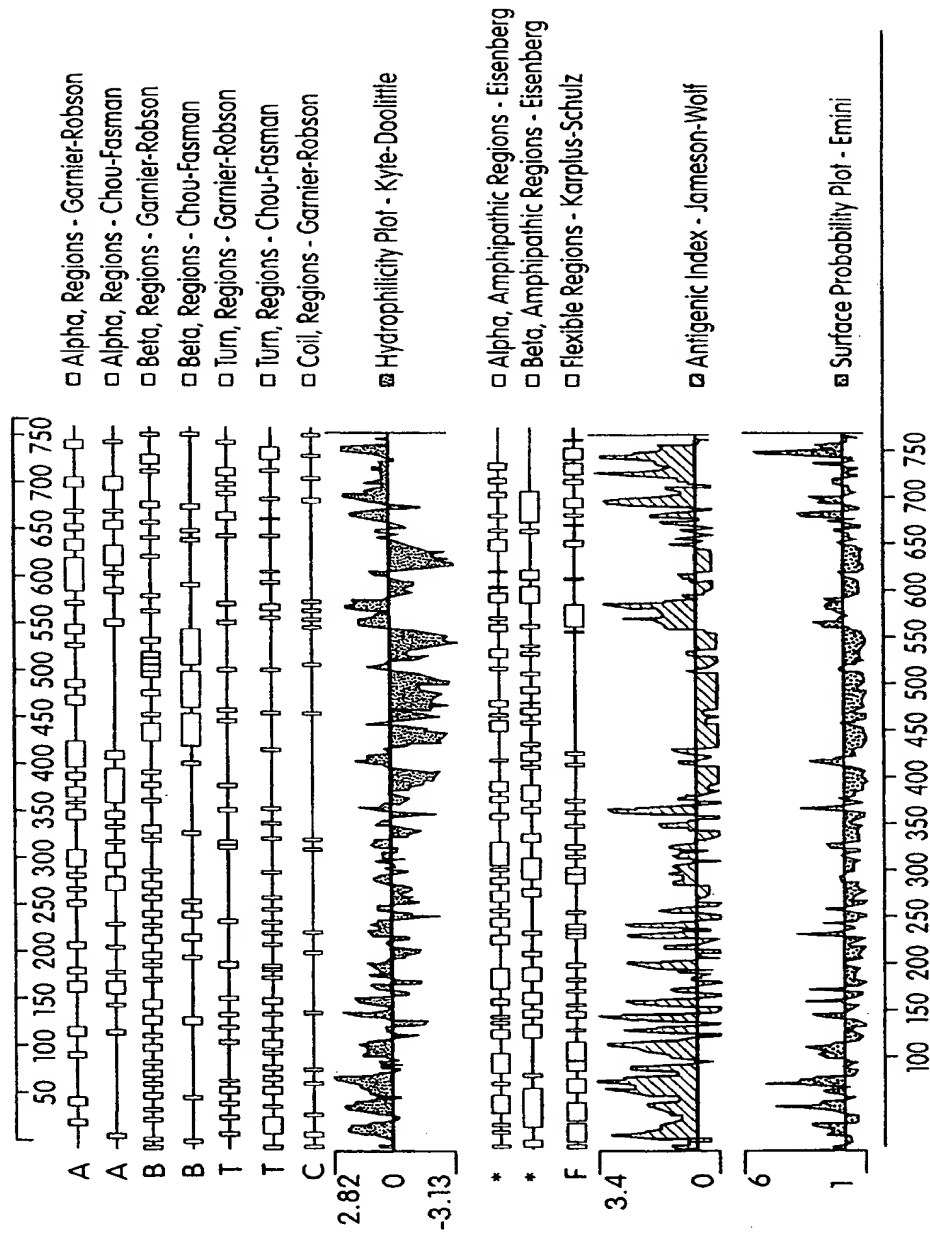 50 100 150 200 250 300 350 400 450 500 550 600 650 700 750
A Alpha, Regions - Garnier-Robson
A Alpha, Regions - Chou-Fasman
B Beta, Regions - Garnier-Robson
B Beta, Regions - Chou-Fasman
T Turn, Regions - Garnier-Robson
T Turn, Regions - Chou-Fasman
C Coil, Regions - Garnier-Robson
2.82
0 Hydrophilicity Plot - Kyte-Doolittle
-3.13
* Alpha, Amphipathic Regions - Eisenberg
* Beta, Amphipathic Regions - Eisenberg
F Flexible Regions - Karplus-Schulz
3.4
0 Antigenic Index - Jameson-Wolf
6
1 Surface Probability Plot - Emini
100 150 200 250 300 350 400 450 500 550 600 650 700 750